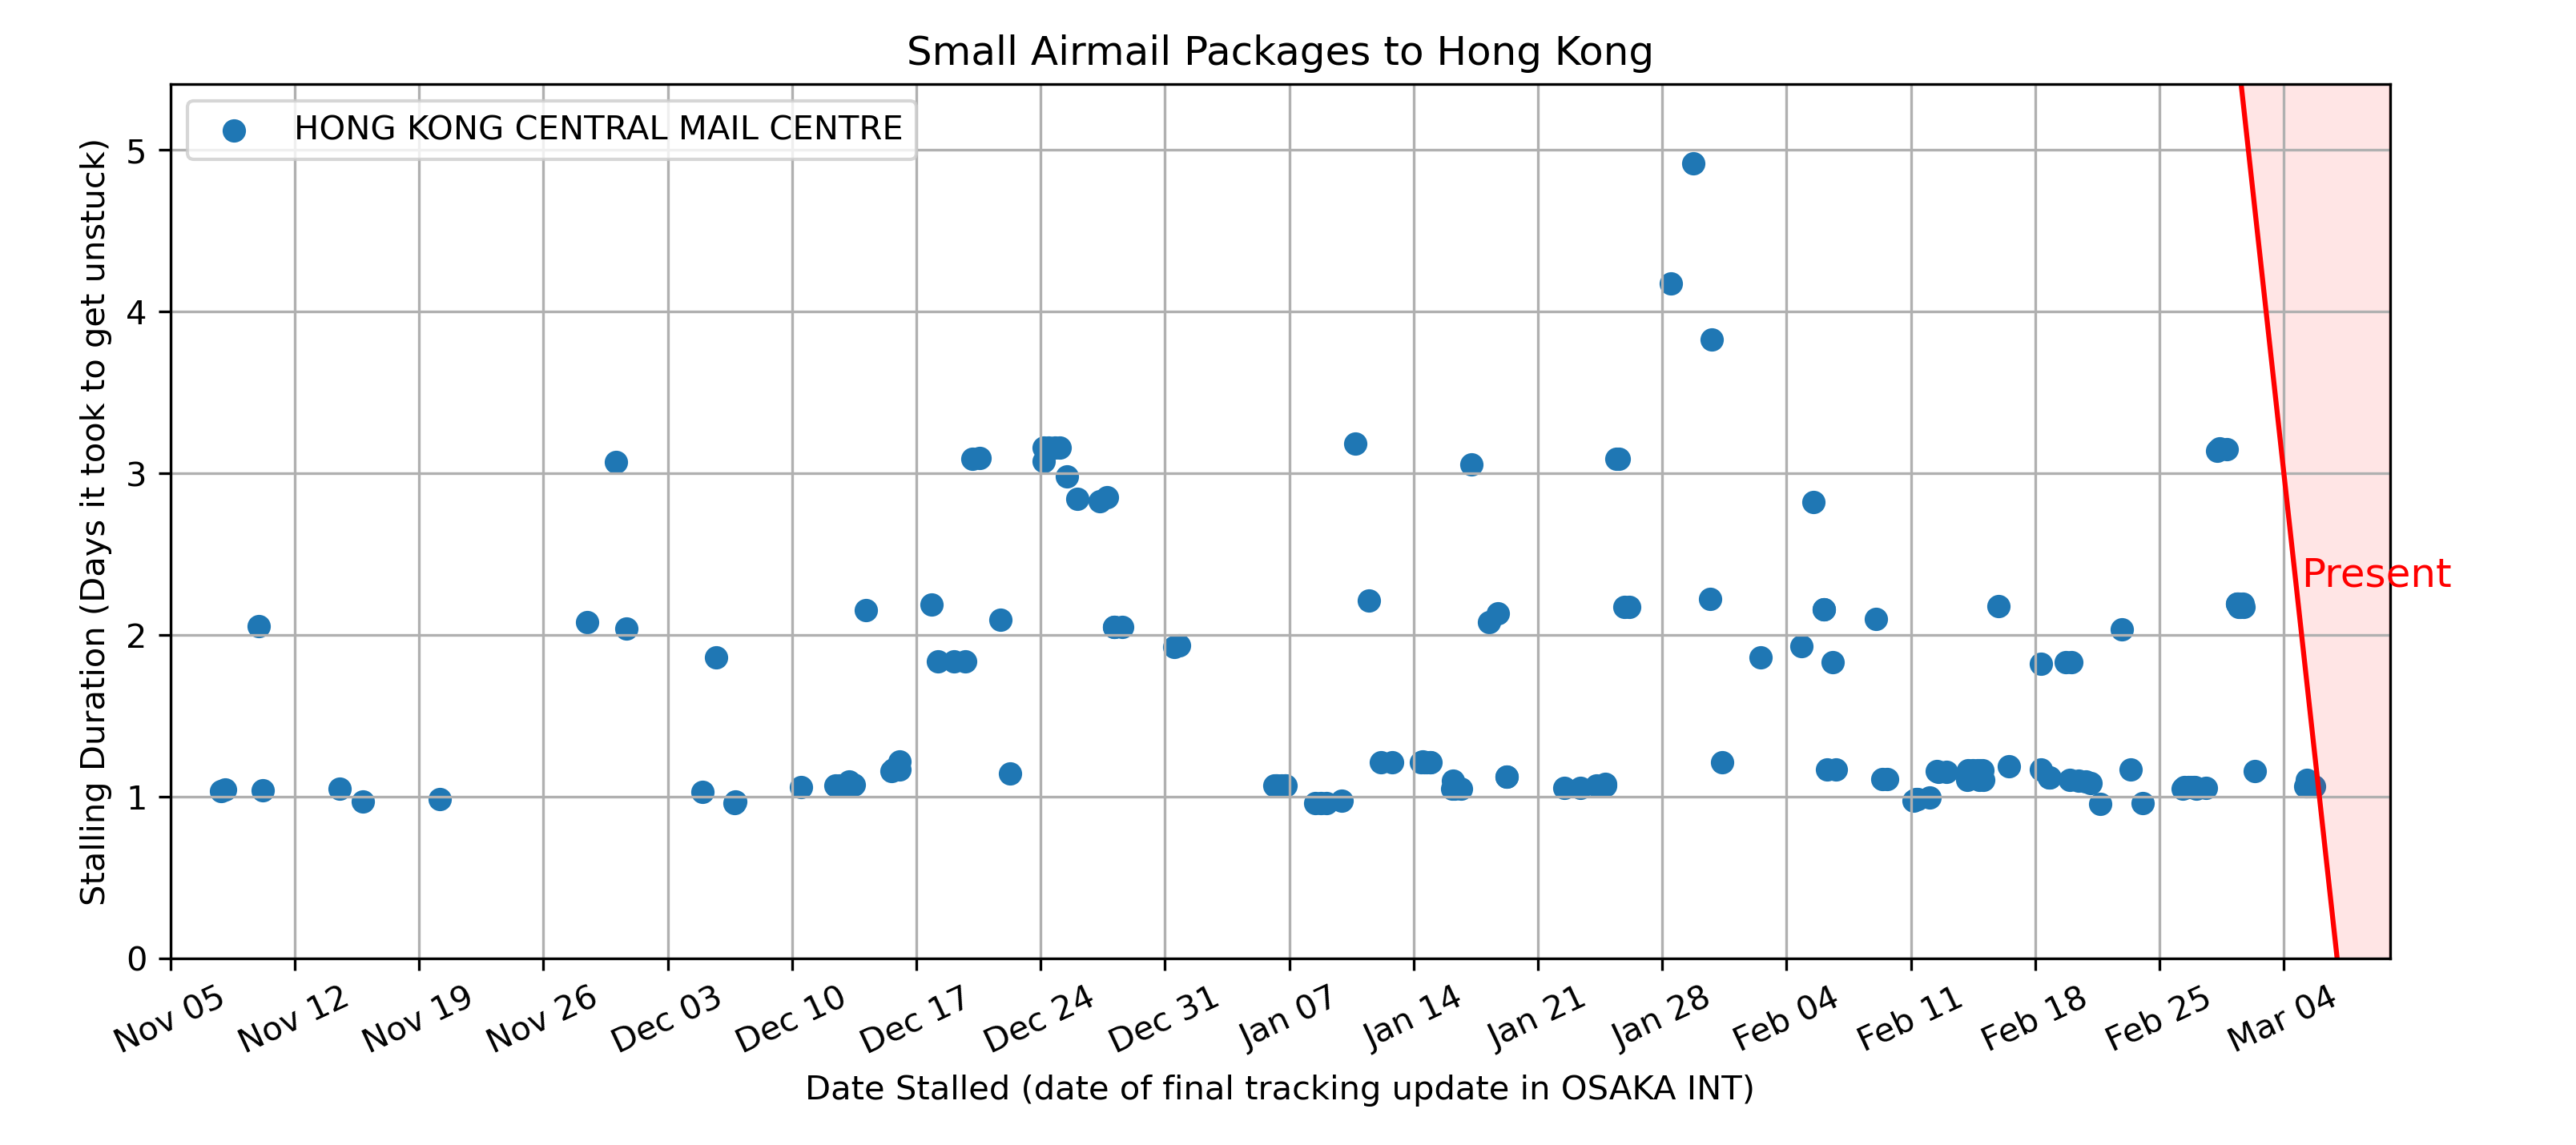 Small Airmail Packages to Hong Kong
HONG KONG CENTRAL MAIL CENTRE
Stalling Duration (Days it took to get unstuck)
5
4
3
2
1
0
Present
Nov 05
Nov 12
Nov 19
Nov 26
Dec 03
Dec 10
Dec 17
Dec 24
Dec 31
Jan 07
Jan 14
Jan 21
Jan 28
Feb 04
Feb 11
Feb 18
Feb 25
Mar 04
Date Stalled (date of final tracking update in OSAKA INT)